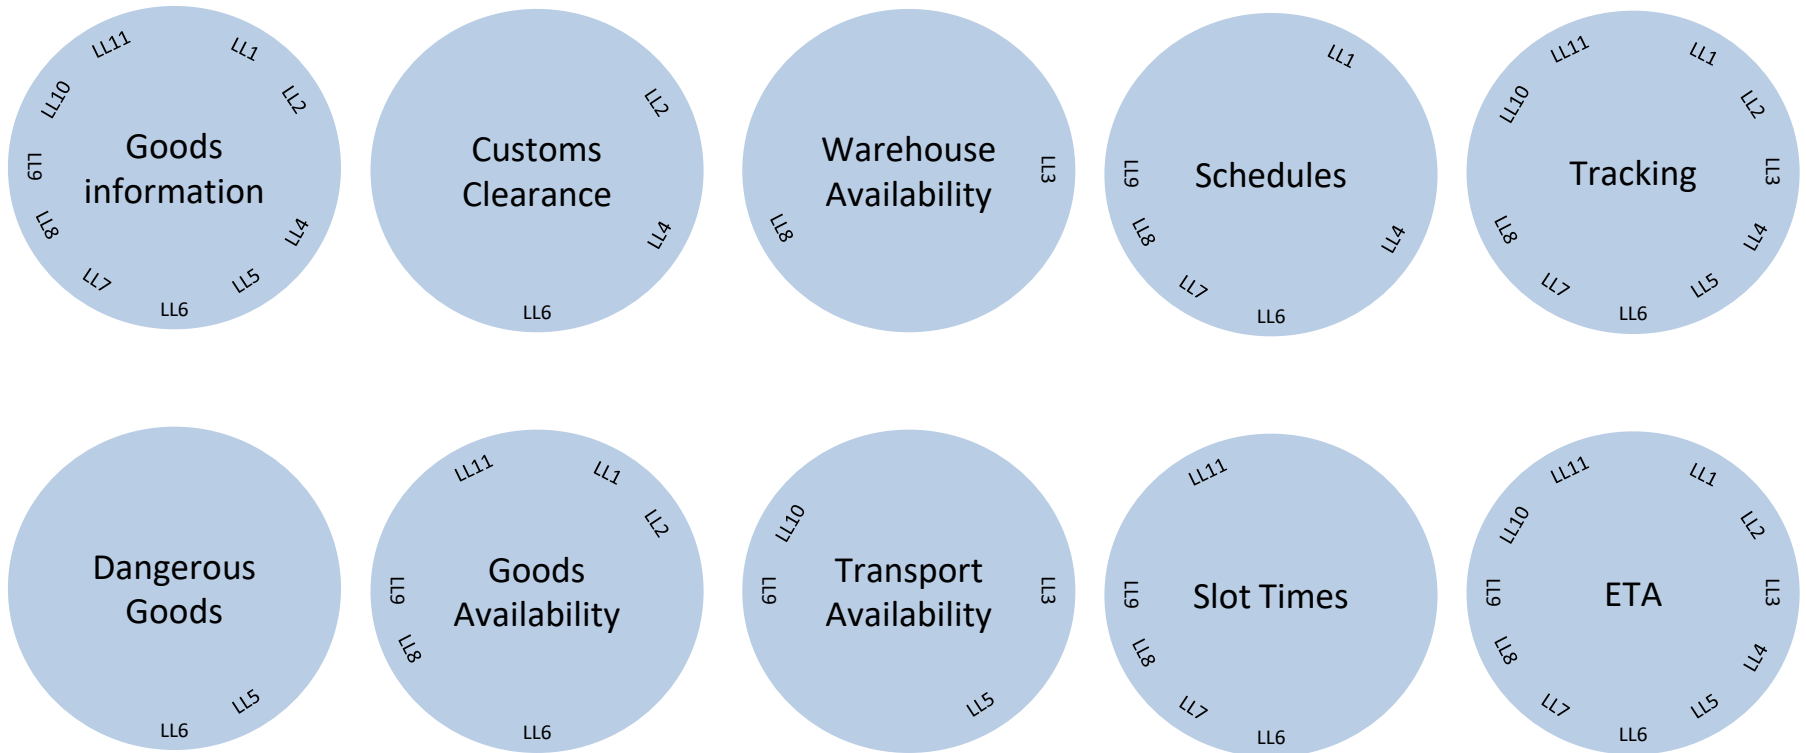 LL11
LL1
LL10
LL2
Goods
information
LL9
LL8
LL4
LL7
LL5
LL6
LL2
Customs
Clearance
LL4
LL6
Warehouse
Availability
LL3
LL8
LL1
LL9
Schedules
LL8
LL4
LL7
LL6
LL11
LL1
LL10
LL2
Tracking
LL3
LL8
LL4
LL7
LL5
LL6
Dangerous
Goods
LL5
LL6
LL11
LL1
LL2
Goods
Availability
LL9
LL8
LL6
LL10
Transport
Availability
LL9
LL3
LL5
LL11
LL9
Slot Times
LL8
LL7
LL6
LL11
LL1
LL10
LL2
LL9
ETA
LL3
LL8
LL4
LL7
LL5
LL6